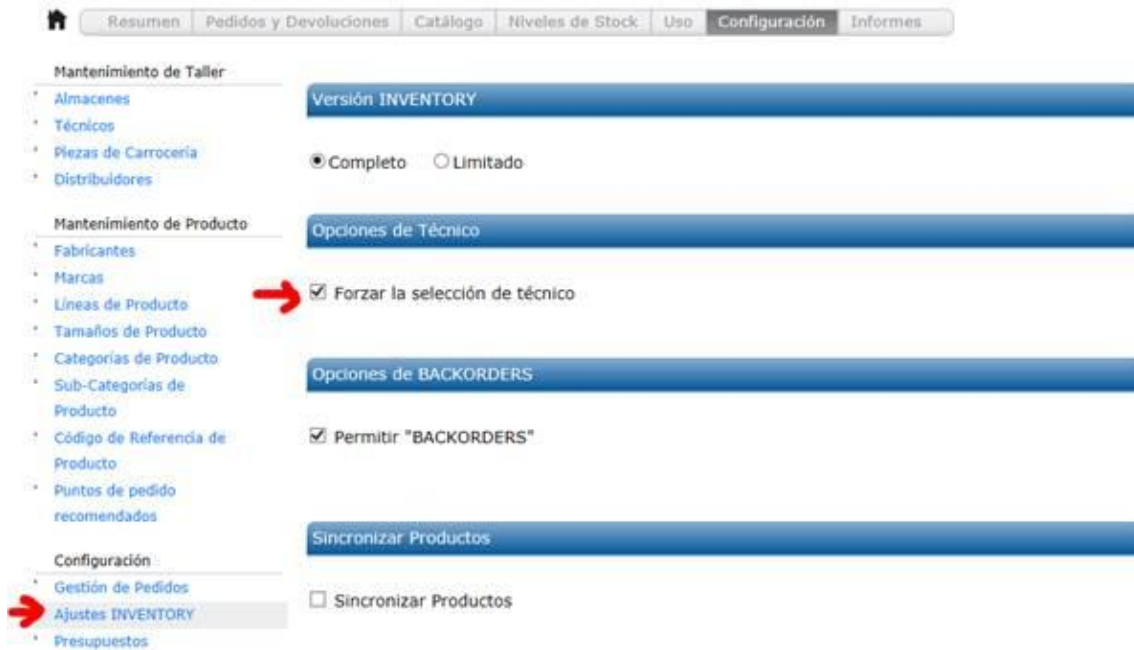 Resumen Pedidos y Devoluciones Catálogo Niveles de Stock Uso Configuración Informes
Mantenimiento de Taller
Almacenes
Técnicos
Piezas de Carrocería
Distribuidores
Mantenimiento de Producto
Fabricantes
Marcas
Líneas de Producto
Tamaños de Producto
Categorías de Producto
Sub-Categorías de
Producto
Código de Referencia de
Producto
Puntos de pedido
recomendados
Configuración
Gestión de Pedidos
Ajustes INVENTORY
Presupuestos
Versión INVENTORY
Completo Limitado
Opciones de Técnico
Forzar la selección de técnico
Opciones de BACKORDERS
Permitir "BACKORDERS"
Sincronizar Productos
Sincronizar Productos